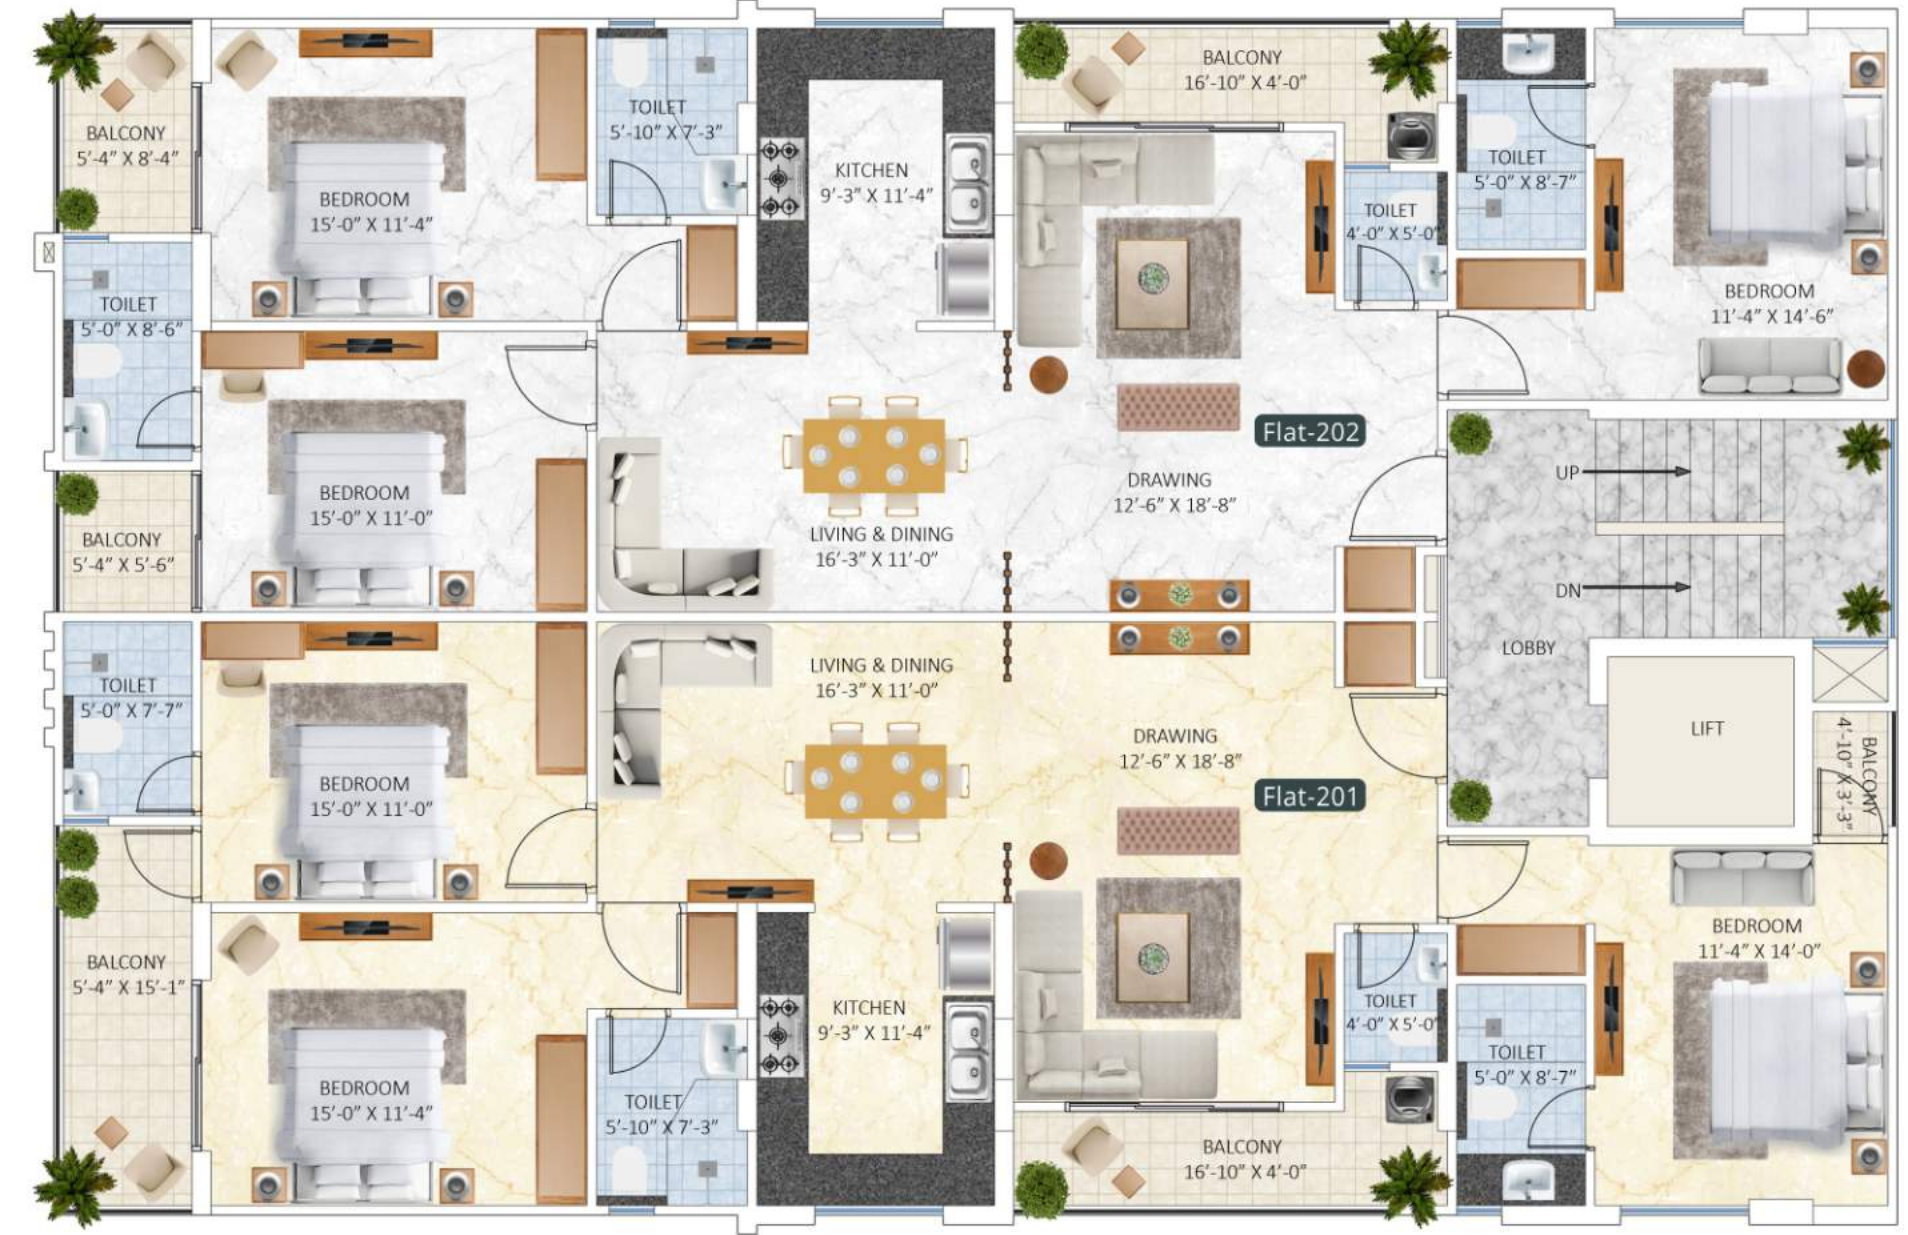 BALCONY
5'-4" X 8'-4"
BEDROOM
15'-0" X 11'-4"
TOILET
5'-10" X 7'-3"
KITCHEN
9'-3" X 11'-4"
BALCONY
16'-10" X 4'-0"
TOILET
4'-0" X 5'-0"
TOILET
5'-0" X 8'-7"
BEDROOM
11'-4" X 14'-6"
TOILET
5'-0" X 8'-6"
BEDROOM
15'-0" X 11'-0"
BALCONY
5'-4" X 5'-6"
LIVING & DINING
16'-3" X 11'-0"
Flat-202
DRAWING
12'-6" X 18'-8"
UP
DN
LOBBY
LIFT
BALCONY
4'-10" X 3'-3"
TOILET
5'-0" X 7'-7"
BEDROOM
15'-0" X 11'-0"
LIVING & DINING
16'-3" X 11'-0"
DRAWING
12'-6" X 18'-8"
Flat-201
BALCONY
5'-4" X 15'-1"
BEDROOM
15'-0" X 11'-4"
TOILET
5'-10" X 7'-3"
KITCHEN
9'-3" X 11'-4"
BALCONY
16'-10" X 4'-0"
TOILET
4'-0" X 5'-0"
TOILET
5'-0" X 8'-7"
BEDROOM
11'-4" X 14'-0"